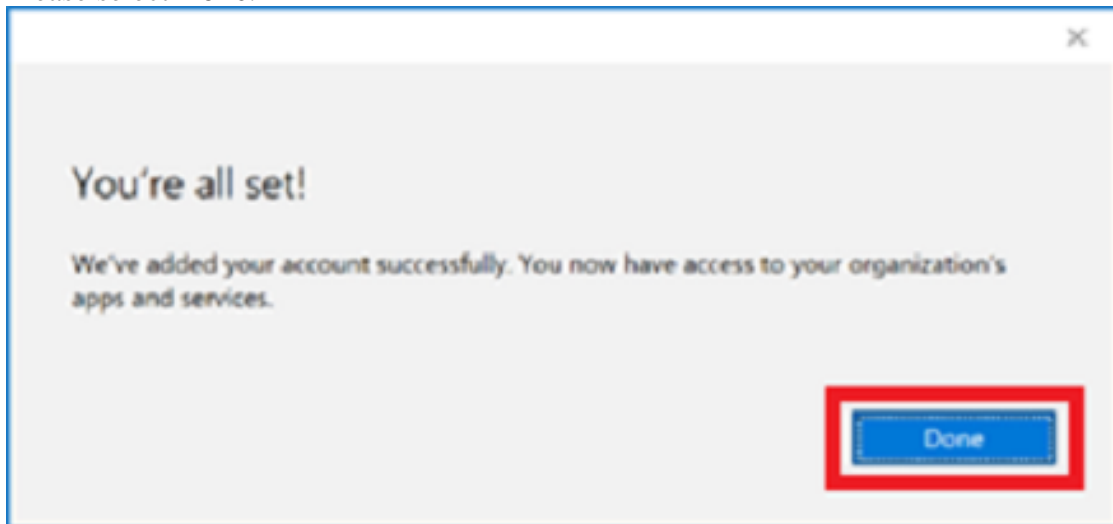 You're all set!
We've added your account successfully. You now have access to your organization's
apps and services.
Done